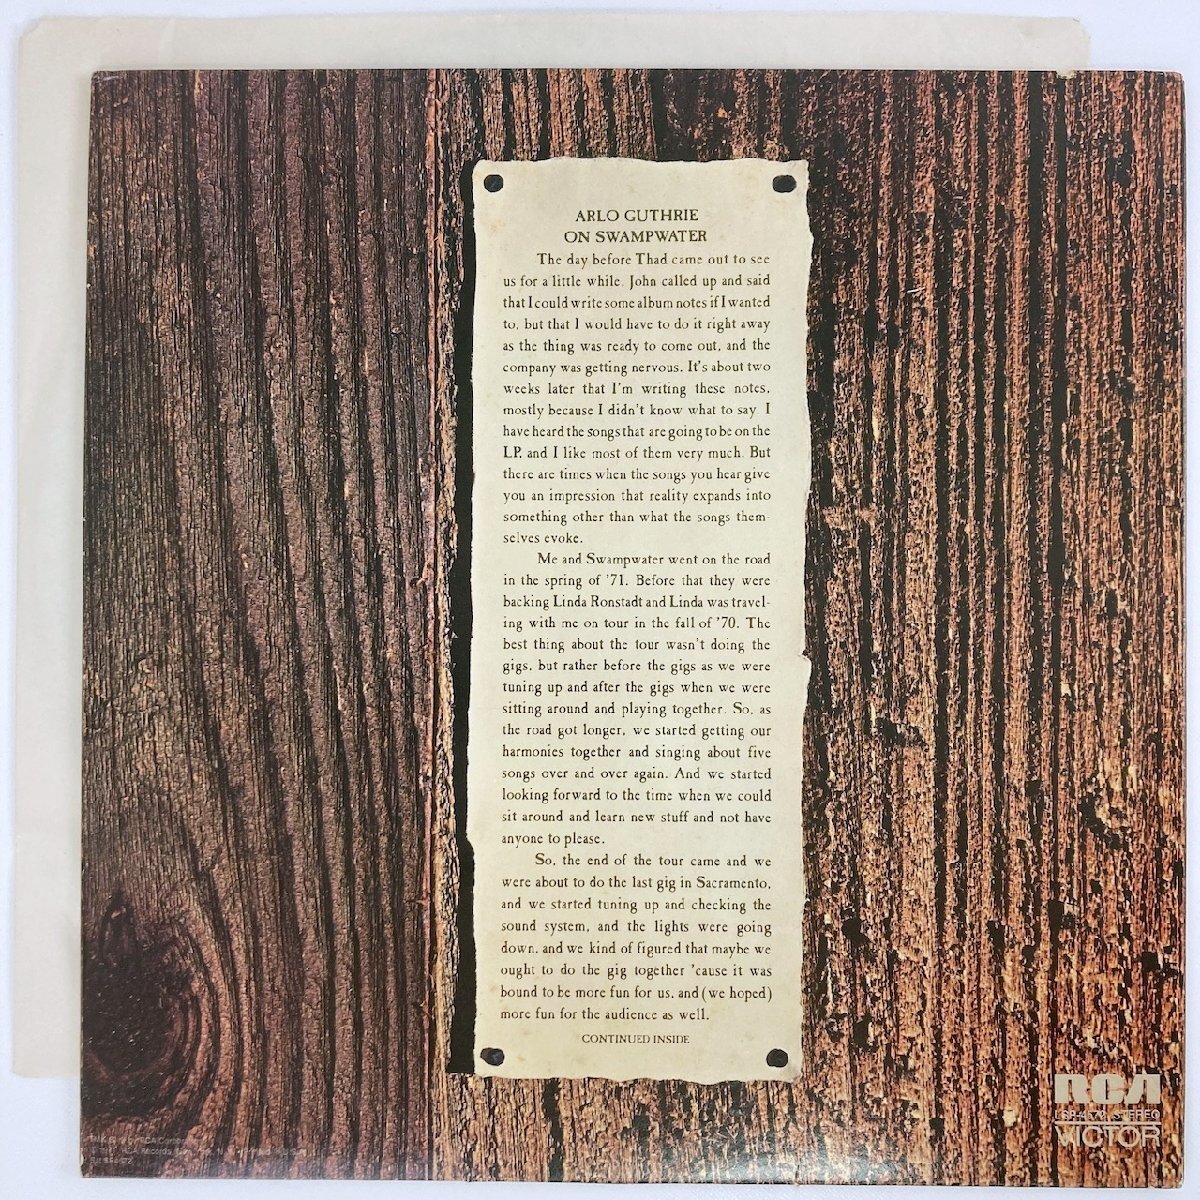 ARLO GUTHRIE
ON SWAMPWATER
The day before Thad came out to see
us for a little while, John called up and said
that I could write some album notes if I wanted
to, but that I would have to do it right away
as the thing was ready to come out, and the
company was getting nervous. It's about two
weeks later that I'm writing these notes,
mostly because I didn't know what to say. I
have heard the songs that are going to be on the
LP, and I like most of them very much. But
there are times when the songs you hear give
you an impression that reality expands into
something other than what the songs them-
selves evoke.
Me and Swampwater went on the road
in the spring of '71. Before that they were
backing Linda Ronstadt and Linda was travel-
ing with me on tour in the fall of '70. The
best thing about the tour wasn't doing the
gigs, but rather before the gigs as we were
tuning up and after the gigs when we were
sitting around and playing together. So, as
the road got longer, we started getting our
harmonies together and singing about five
songs over and over again. And we started
looking forward to the time when we could
sit around and learn new stuff and not have
anyone to please.
So, the end of the tour came and we
were about to do the last gig in Sacramento,
and we started tuning up and checking the
sound system, and the lights were going
down, and we kind of figured that maybe we
ought to do the gig together 'cause it was
bound to be more fun for us, and (we hoped)
more fun for the audience as well.
CONTINUED INSIDE
RCA
STEREO
VICTOR
RCA Corporation
RCA Records